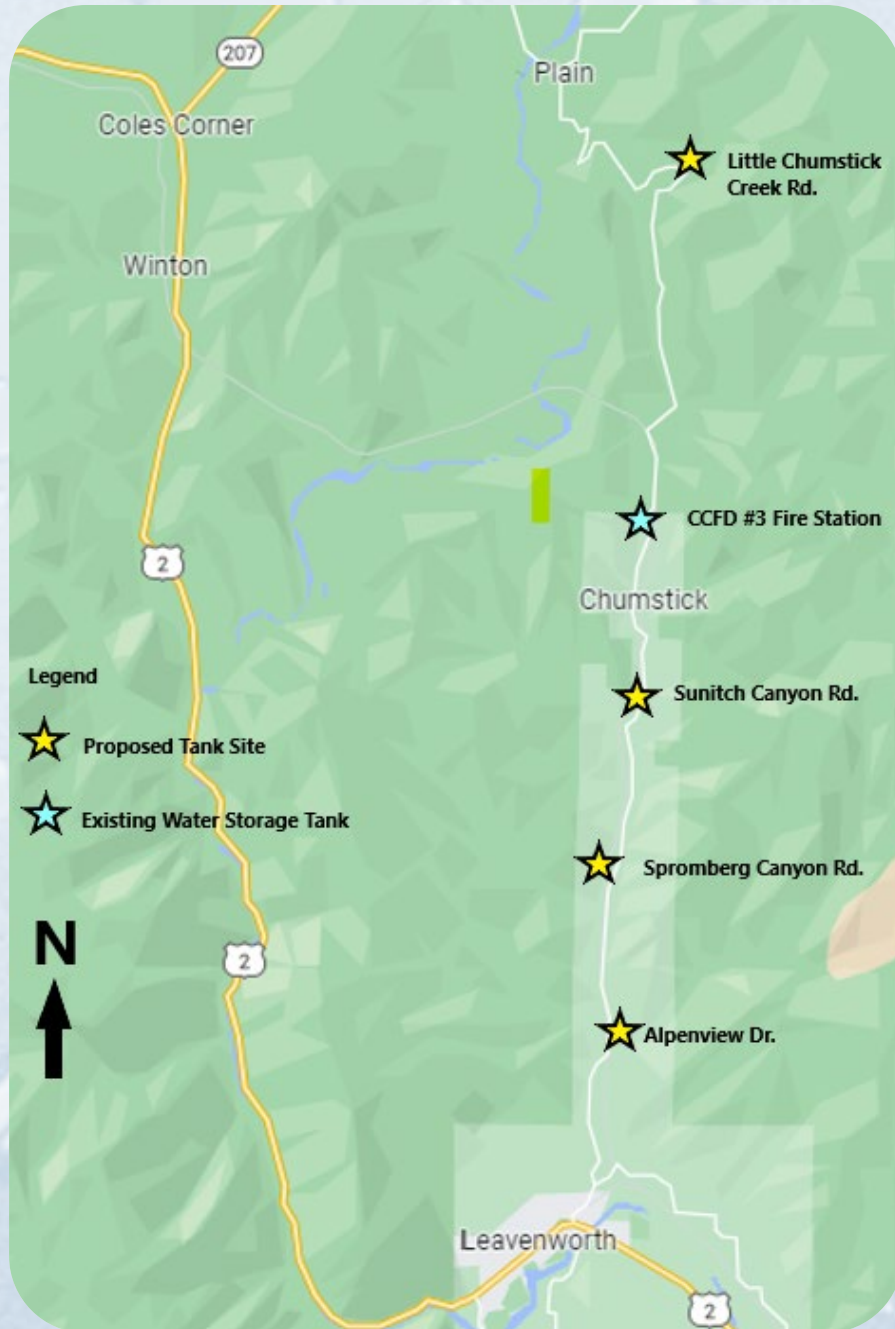 207
Plain
Coles Corner
Little Chumstick
Creek Rd.
Winton
CCFD #3 Fire Station
2
Chumstick
Legend
Sunitch Canyon Rd.
Proposed Tank Site
Existing Water Storage Tank
Spromberg Canyon Rd.
N
2
Alpenview Dr.
Leavenworth
2